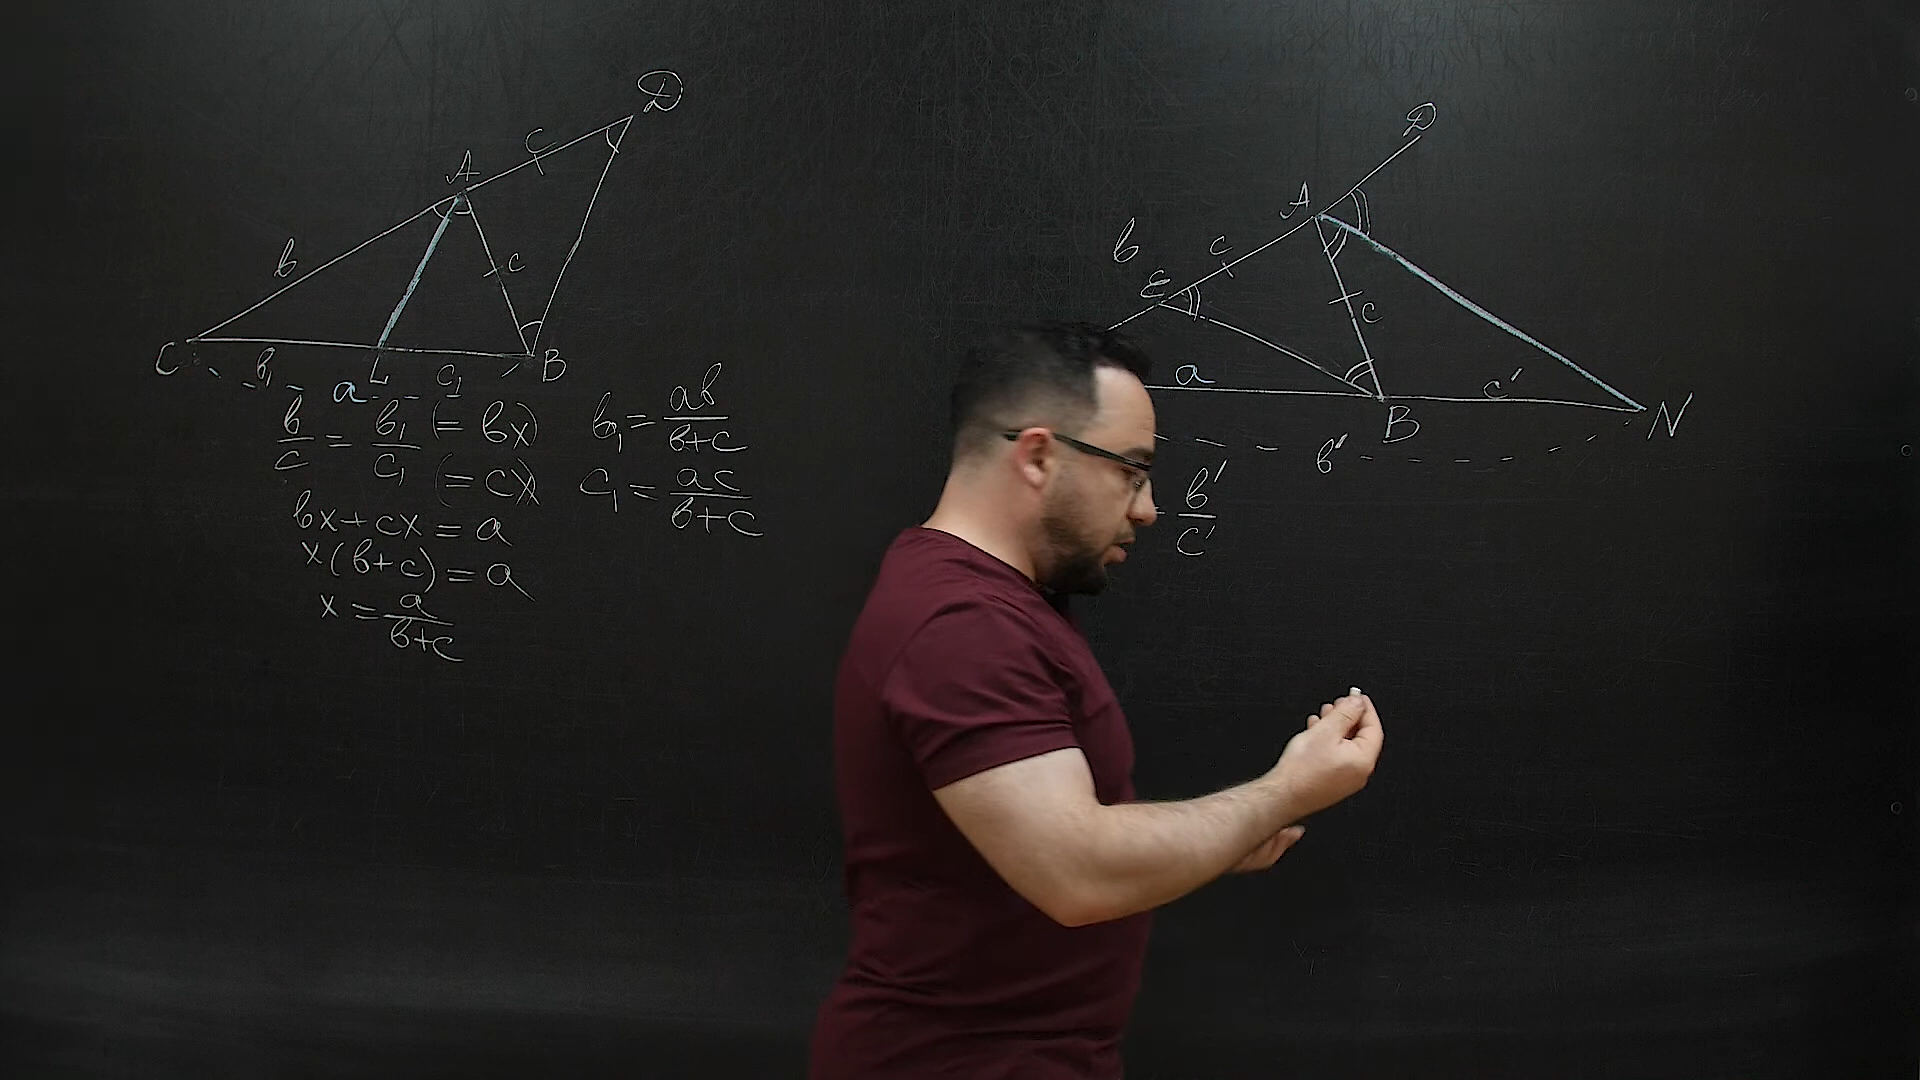 D
A
c
b
c
C
b₁
L
c₁
B
a
b/c = b₁/c₁ (= bx) (= cx)
b₁ = ab/(b+c)
c₁ = ac/(b+c)
bx+cx = a
x(b+c) = a
x = a/(b+c)
D
A
b
c
E
c
a
B
c'
N
b'
b'/c'